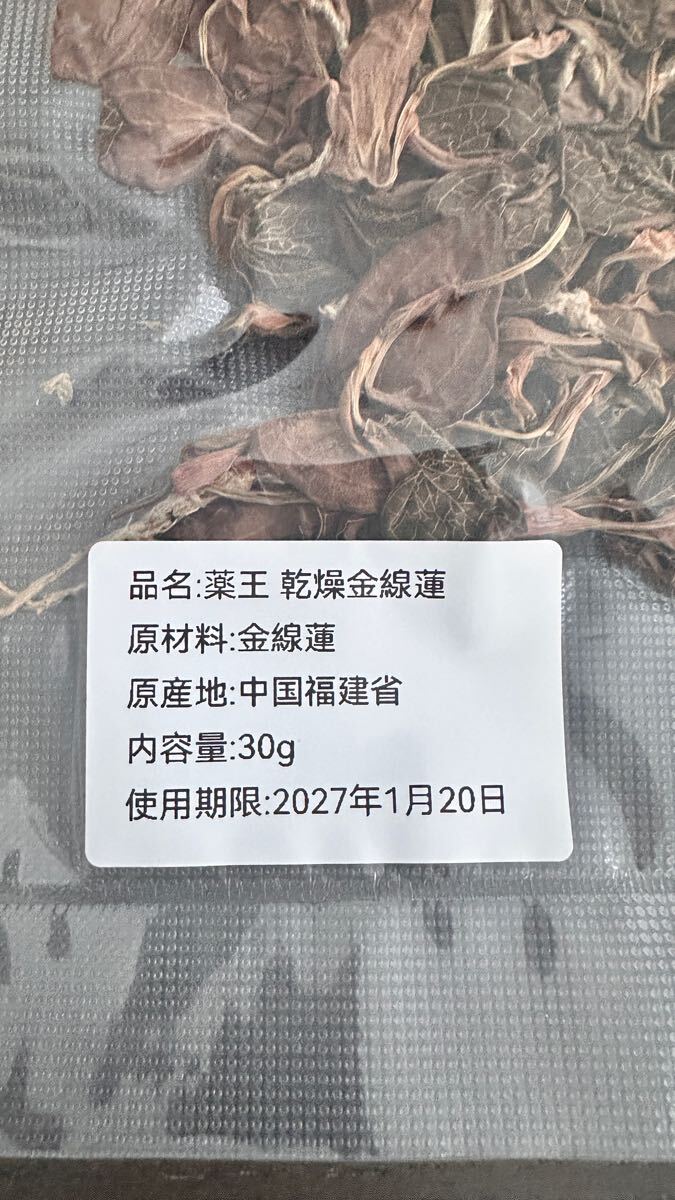 品名:薬王 乾燥金線蓮
原材料:金線蓮
原産地:中国福建省
内容量:30g
使用期限:2027年1月20日